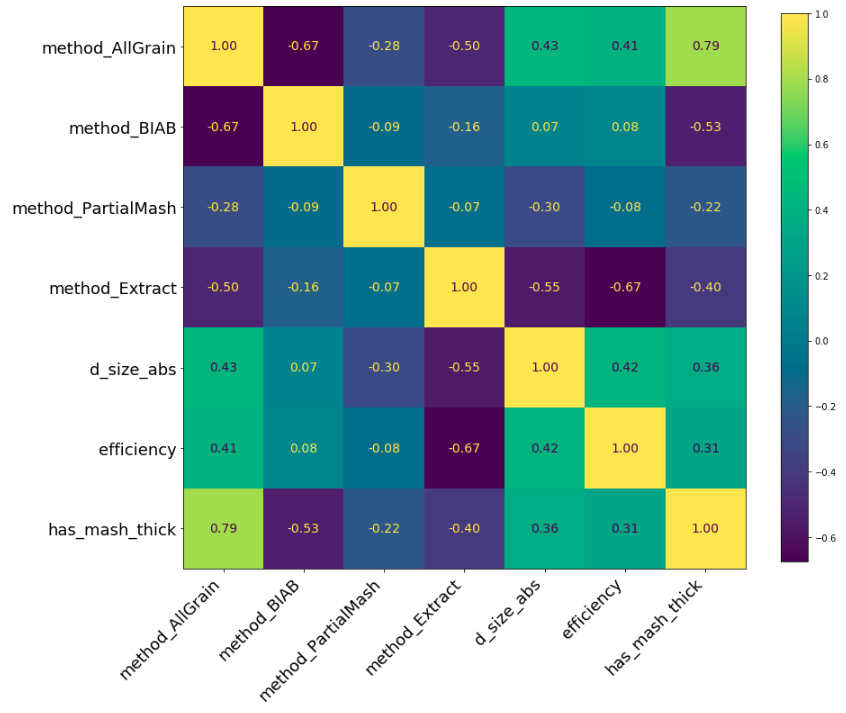 method_AllGrain 1.00 -0.67 -0.28 -0.50 0.43 0.41 0.79
method_BIAB -0.67 1.00 -0.09 -0.16 0.07 0.08 -0.53
method_PartialMash -0.28 -0.09 1.00 -0.07 -0.30 -0.08 -0.22
method_Extract -0.50 -0.16 -0.07 1.00 -0.55 -0.67 -0.40
d_size_abs 0.43 0.07 -0.30 -0.55 1.00 0.42 0.36
efficiency 0.41 0.08 -0.08 -0.67 0.42 1.00 0.31
has_mash_thick 0.79 -0.53 -0.22 -0.40 0.36 0.31 1.00
method_AllGrain
method_BIAB
method_PartialMash
method_Extract
d_size_abs
efficiency
has_mash_thick
1.0
0.8
0.6
0.4
0.2
0.0
−0.2
−0.4
−0.6